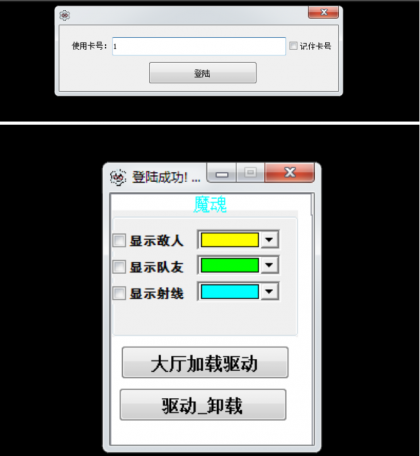 使用卡号: 1 记住卡号
登陆
登陆成功! ...
魔魂
显示敌人
显示队友
显示射线
大厅加载驱动
驱动_卸载